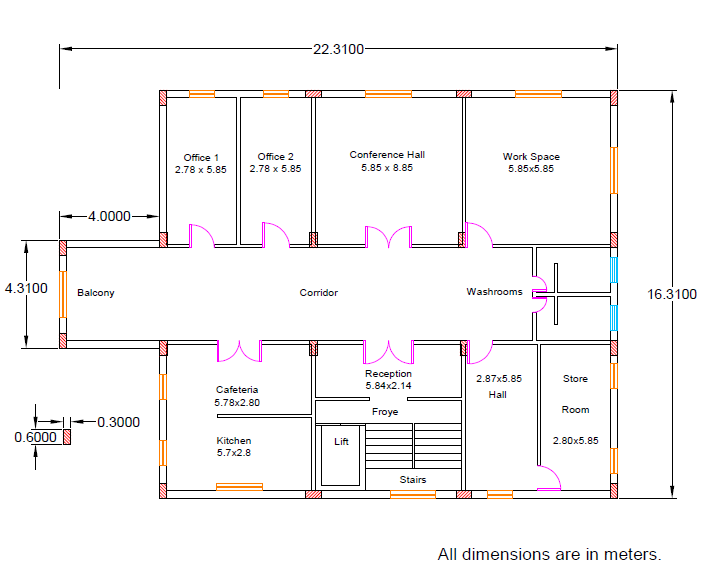 22.3100
Office 1
2.78 x 5.85
Office 2
2.78 x 5.85
Conference Hall
5.85 x 8.85
Work Space
5.85x5.85
4.0000
4.3100
Balcony
Corridor
Washrooms
16.3100
Cafeteria
5.78x2.80
Reception
5.84x2.14
2.87x5.85
Hall
Store
Room
2.80x5.85
Froye
0.3000
0.6000
Kitchen
5.7x2.8
Lift
Stairs
All dimensions are in meters.